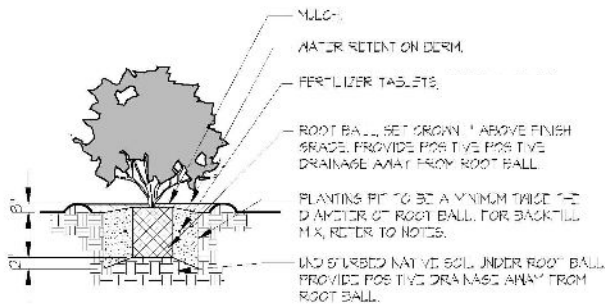 MULCH.
WATER RETENTION BERM.
FERTILIZER TABLETS,
ROOT BALL, SET CROWN 1" ABOVE FINISH
GRADE. PROVIDE POSITIVE POSITIVE
DRAINAGE AWAY FROM ROOT BALL.
PLANTING PIT TO BE A MINIMUM TWICE THE
DIAMETER OF ROOT BALL. FOR BACKFILL
MIX, REFER TO NOTES.
UNDISTURBED NATIVE SOIL UNDER ROOT BALL
PROVIDE POSITIVE DRAINAGE AWAY FROM
ROOT BALL.